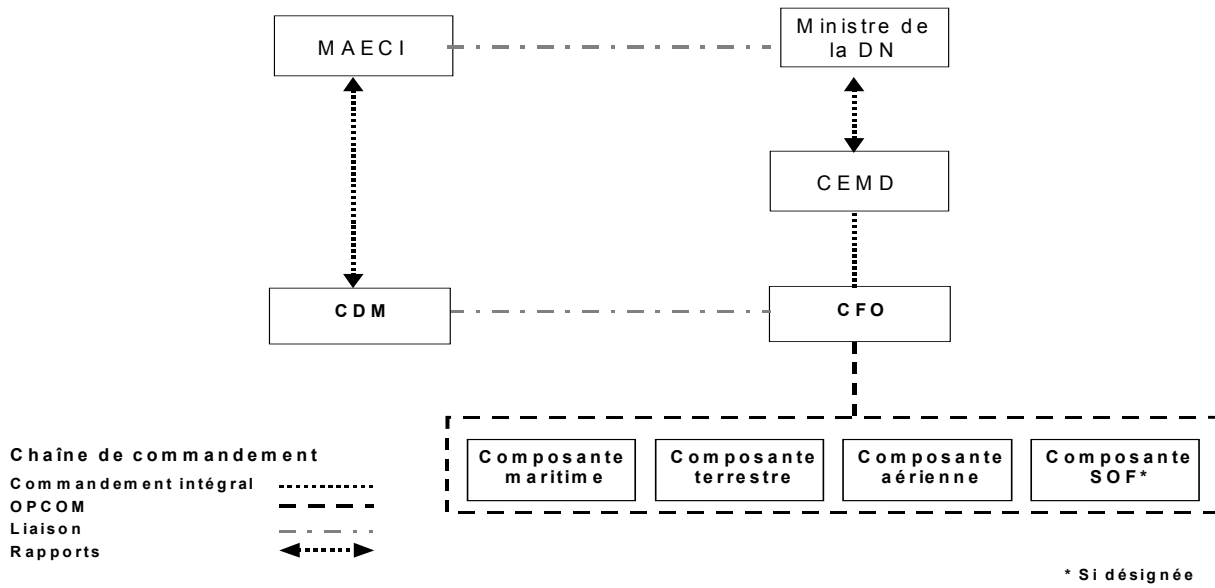 MAECI
Ministre de
la DN
CEMD
CDM
CFO
Composante
maritime
Composante
terrestre
Composante
aérienne
Composante
SOF*
Chaîne de commandement
Commandement intégral
OPCOM
Liaison
Rapports
* Si désignée